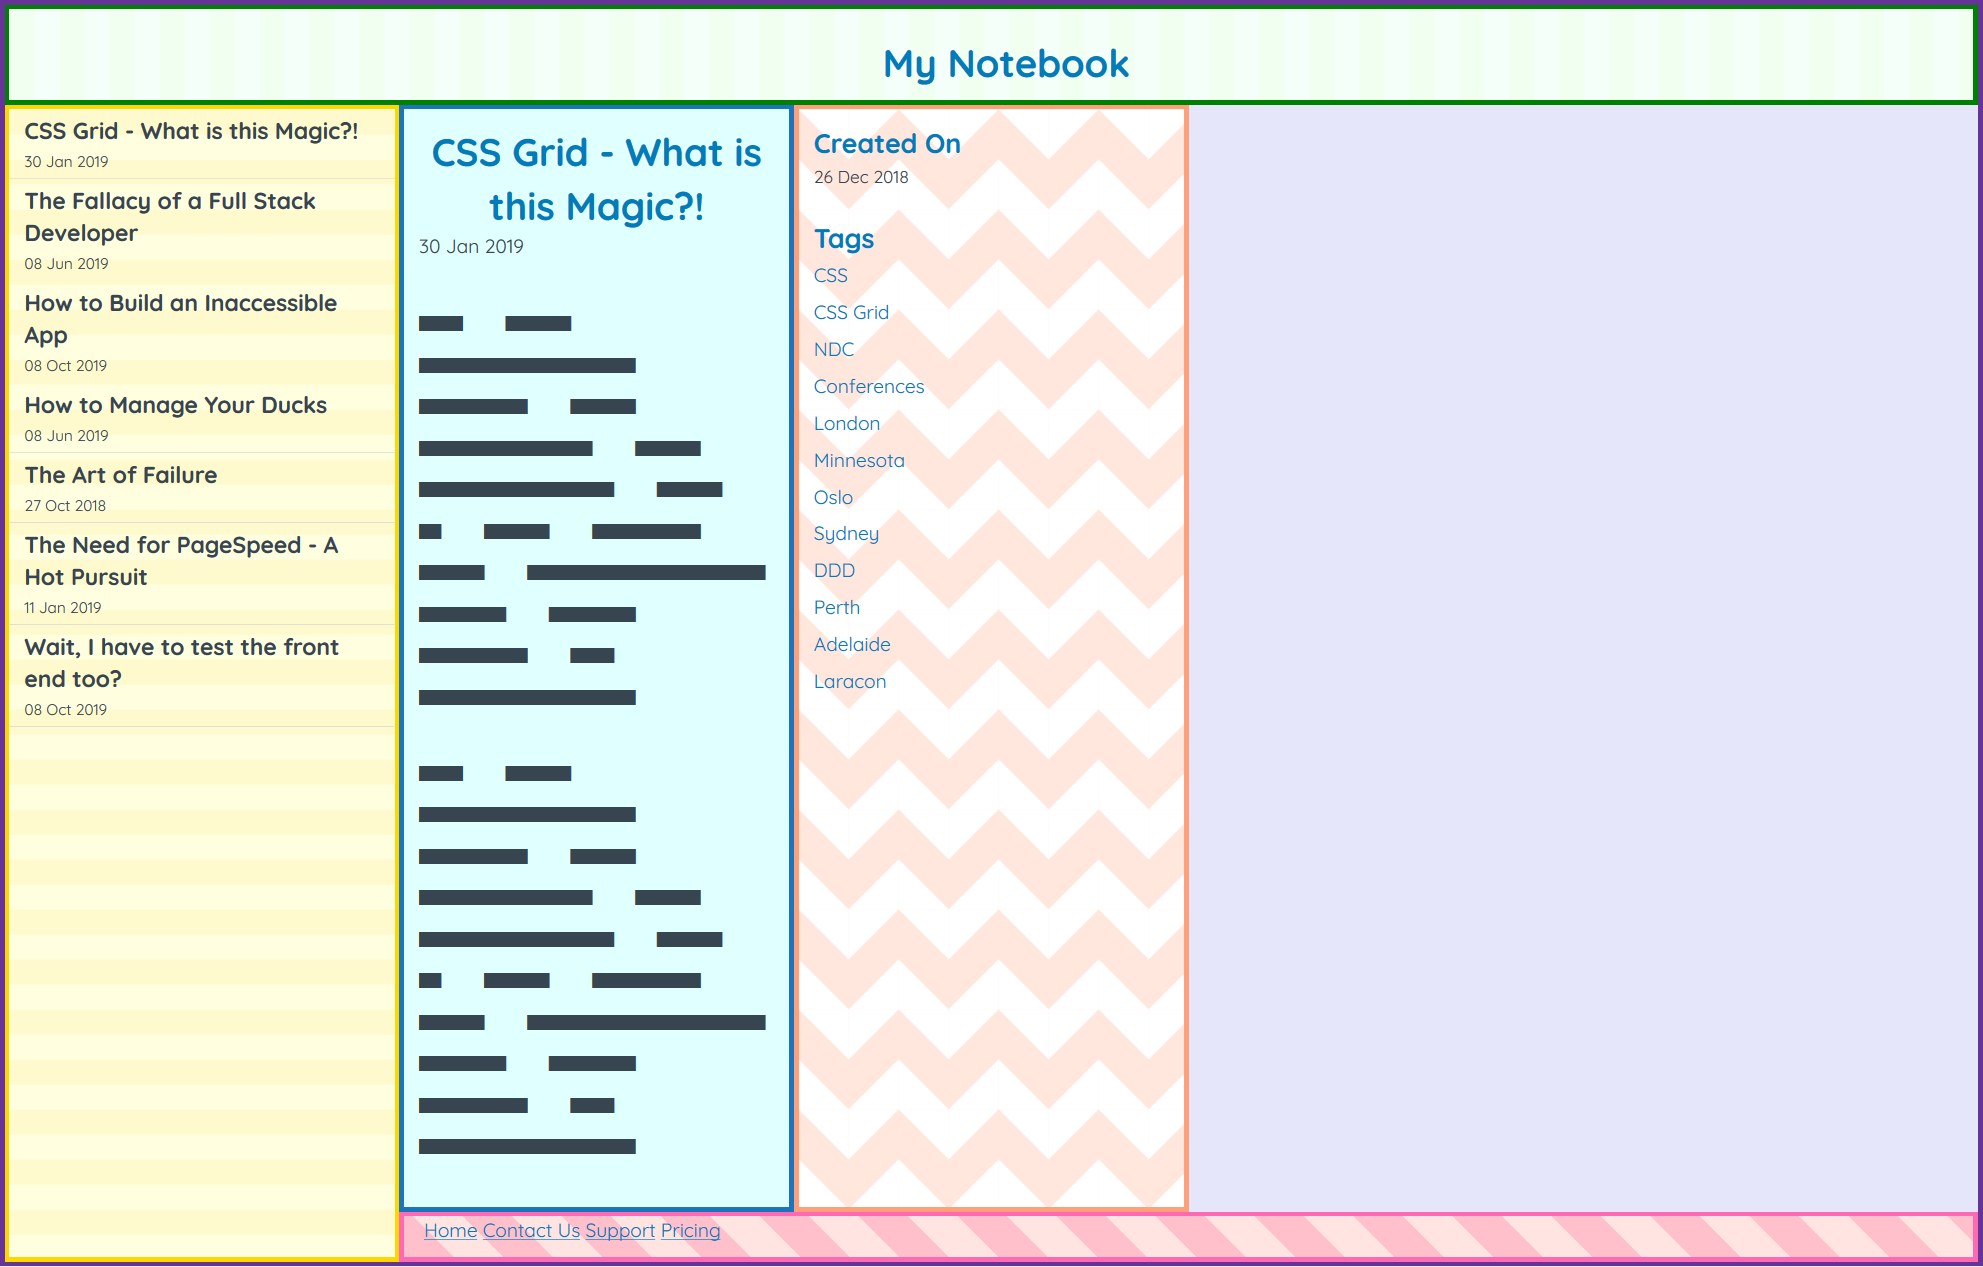 My Notebook
CSS Grid - What is this Magic?!
30 Jan 2019
The Fallacy of a Full Stack
Developer
08 Jun 2019
How to Build an Inaccessible
App
08 Oct 2019
How to Manage Your Ducks
08 Jun 2019
The Art of Failure
27 Oct 2018
The Need for PageSpeed - A
Hot Pursuit
11 Jan 2019
Wait, I have to test the front
end too?
08 Oct 2019
CSS Grid - What is
this Magic?!
30 Jan 2019
Created On
26 Dec 2018
Tags
CSS
CSS Grid
NDC
Conferences
London
Minnesota
Oslo
Sydney
DDD
Perth
Adelaide
Laracon
Home Contact Us Support Pricing